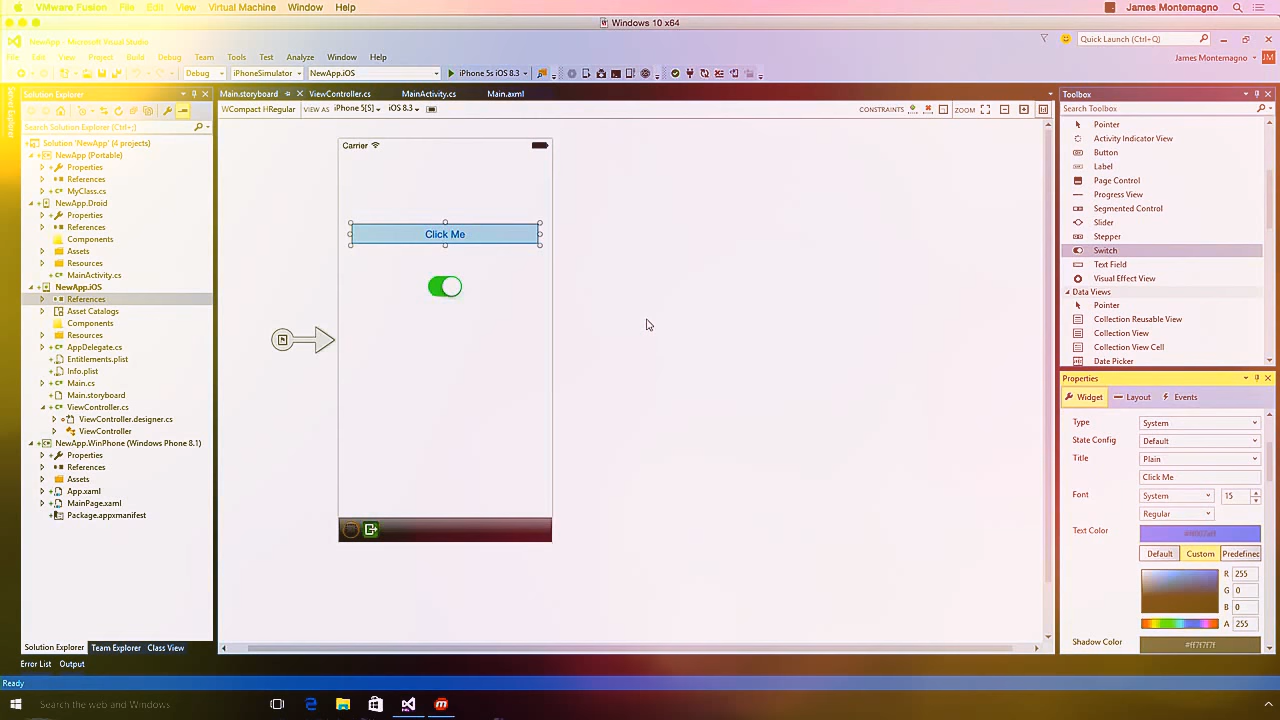 VMware Fusion File Edit View Virtual Machine Window Help James Montemagno
Windows 10 x64
NewApp - Microsoft Visual Studio Quick Launch (Ctrl+Q)
File Edit View Project Build Debug Team Tools Test Analyze Window Help James Montemagno JM
Debug iPhoneSimulator NewApp.iOS iPhone 5s iOS 8.3
Server Explorer
Solution Explorer
Search Solution Explorer (Ctrl+;)
Solution 'NewApp' (4 projects)
NewApp (Portable)
Properties
References
MyClass.cs
NewApp.Droid
Properties
References
Components
Assets
Resources
MainActivity.cs
NewApp.iOS
References
Asset Catalogs
Components
Resources
AppDelegate.cs
Entitlements.plist
Info.plist
Main.cs
Main.storyboard
ViewController.cs
ViewController.designer.cs
ViewController
NewApp.WinPhone (Windows Phone 8.1)
Properties
References
Assets
App.xaml
MainPage.xaml
Package.appxmanifest
Solution Explorer Team Explorer Class View
Error List Output
Main.storyboard ViewController.cs MainActivity.cs Main.axml
WCompact HRegular VIEW AS iPhone 5[S] iOS 8.3 CONSTRAINTS ZOOM
Carrier
Click Me
Toolbox
Search Toolbox
Pointer
Activity Indicator View
Button
Label
Page Control
Progress View
Segmented Control
Slider
Stepper
Switch
Text Field
Visual Effect View
Data Views
Pointer
Collection Reusable View
Collection View
Collection View Cell
Date Picker
Properties
Widget Layout Events
Type System
State Config Default
Title Plain
Click Me
Font System 15
Regular
Text Color
Default Custom Predefined
R 255
G 0
B 0
A 255
Shadow Color #ff7f7f7f
Ready
Search the web and Windows